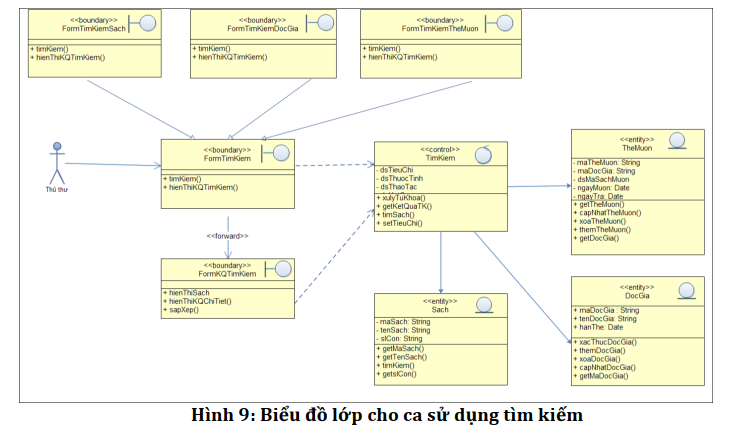 <<boundary>>
FormTimKiemSach
+ timKiem()
+ hienThiKQTimKiem()
<<boundary>>
FormTimKiemDocGia
+ timKiem()
+ hienThiKQTimKiem()
<<boundary>>
FormTimKiemTheMuon
+ timKiem()
+ hienThiKQTimKiem()
Thủ thư
<<boundary>>
FormTimKiem
+ timKiem()
+ hienThiKQTimKiem()
<<forward>>
<<boundary>>
FormKQTimKiem
+ hienThiSach
+ hienThiKQChiTiet()
+ sapXep()
<<control>>
TimKiem
- dsTieuChi
- dsThuocTinh
- dsThaoTac
+ xulyTuKhoa()
+ getKetQuaTK()
+ timSach()
+ setTieuChi()
<<entity>>
Sach
- maSach: String
- tenSach: String
- slCon: String
+ getMaSach()
+ getTenSach()
+ timKiem()
+ getslCon()
<<entity>>
TheMuon
- maTheMuon: String
- maDocGia: String
- dsMaSachMuon
- ngayMuon: Date
- ngayTra: Date
+ getTheMuon()
+ capNhatTheMuon()
+ xoaTheMuon()
+ themTheMuon()
+ getDocGia()
<<entity>>
DocGia
+ maDocGia : String
+ tenDocGia: String
+ hanThe: Date
+ xacThucDocGia()
+ themDocGia()
+ xoaDocGia()
+ capNhatDocGia()
+ getMaDocGia()
Hình 9: Biểu đồ lớp cho ca sử dụng tìm kiếm